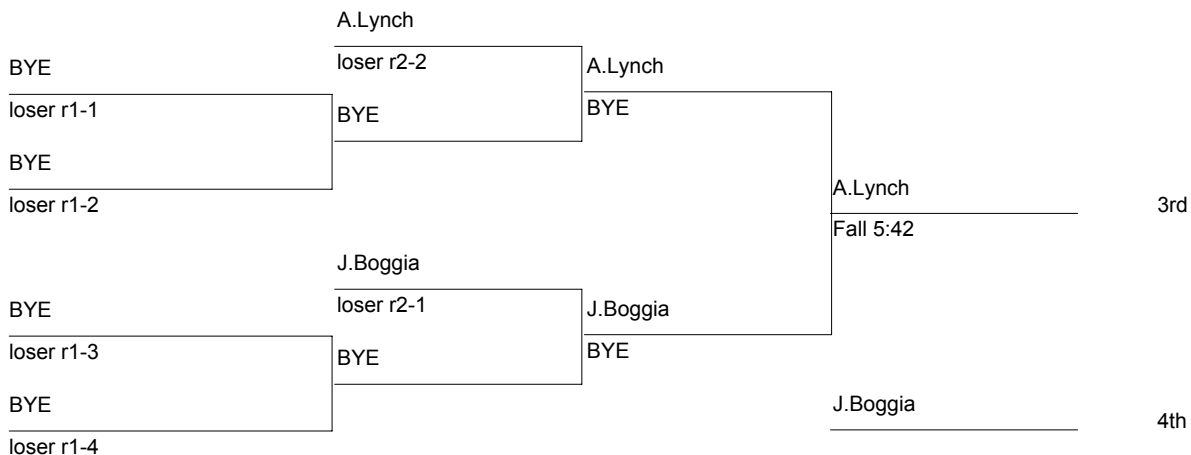 A.Lynch
loser r2-2
BYE
A.Lynch
loser r1-1
BYE
BYE
BYE
loser r1-2
A.Lynch
3rd
Fall 5:42
J.Boggia
loser r2-1
BYE
J.Boggia
loser r1-3
BYE
BYE
BYE
loser r1-4
J.Boggia
4th